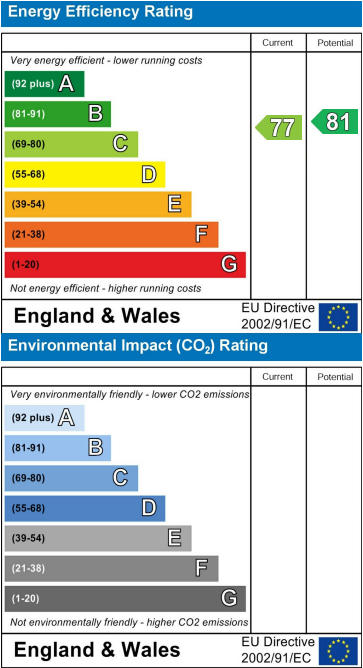 Energy Efficiency Rating
Current Potential
Very energy efficient - lower running costs
(92 plus) A
(81-91) B
(69-80) C
(55-68) D
(39-54) E
(21-38) F
(1-20) G
77 81
Not energy efficient - higher running costs
England & Wales
EU Directive
2002/91/EC
Environmental Impact (CO₂) Rating
Current Potential
Very environmentally friendly - lower CO2 emissions
(92 plus) A
(81-91) B
(69-80) C
(55-68) D
(39-54) E
(21-38) F
(1-20) G
Not environmentally friendly - higher CO2 emissions
England & Wales
EU Directive
2002/91/EC